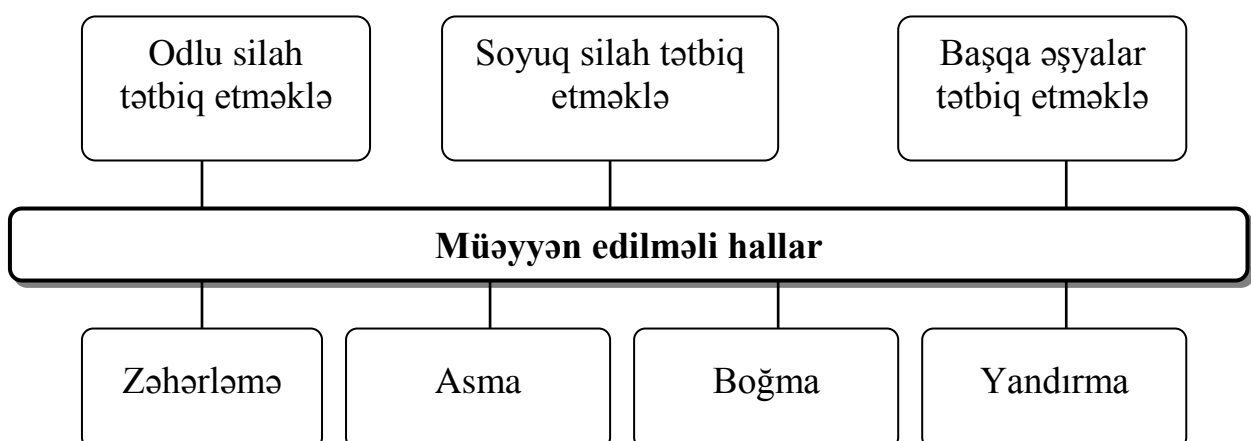 Odlu silah
tətbiq etməklə
Soyuq silah tətbiq
etməklə
Başqa əşyalar
tətbiq etməklə
Müəyyən edilməli hallar
Zəhərləmə
Asma
Boğma
Yandırma